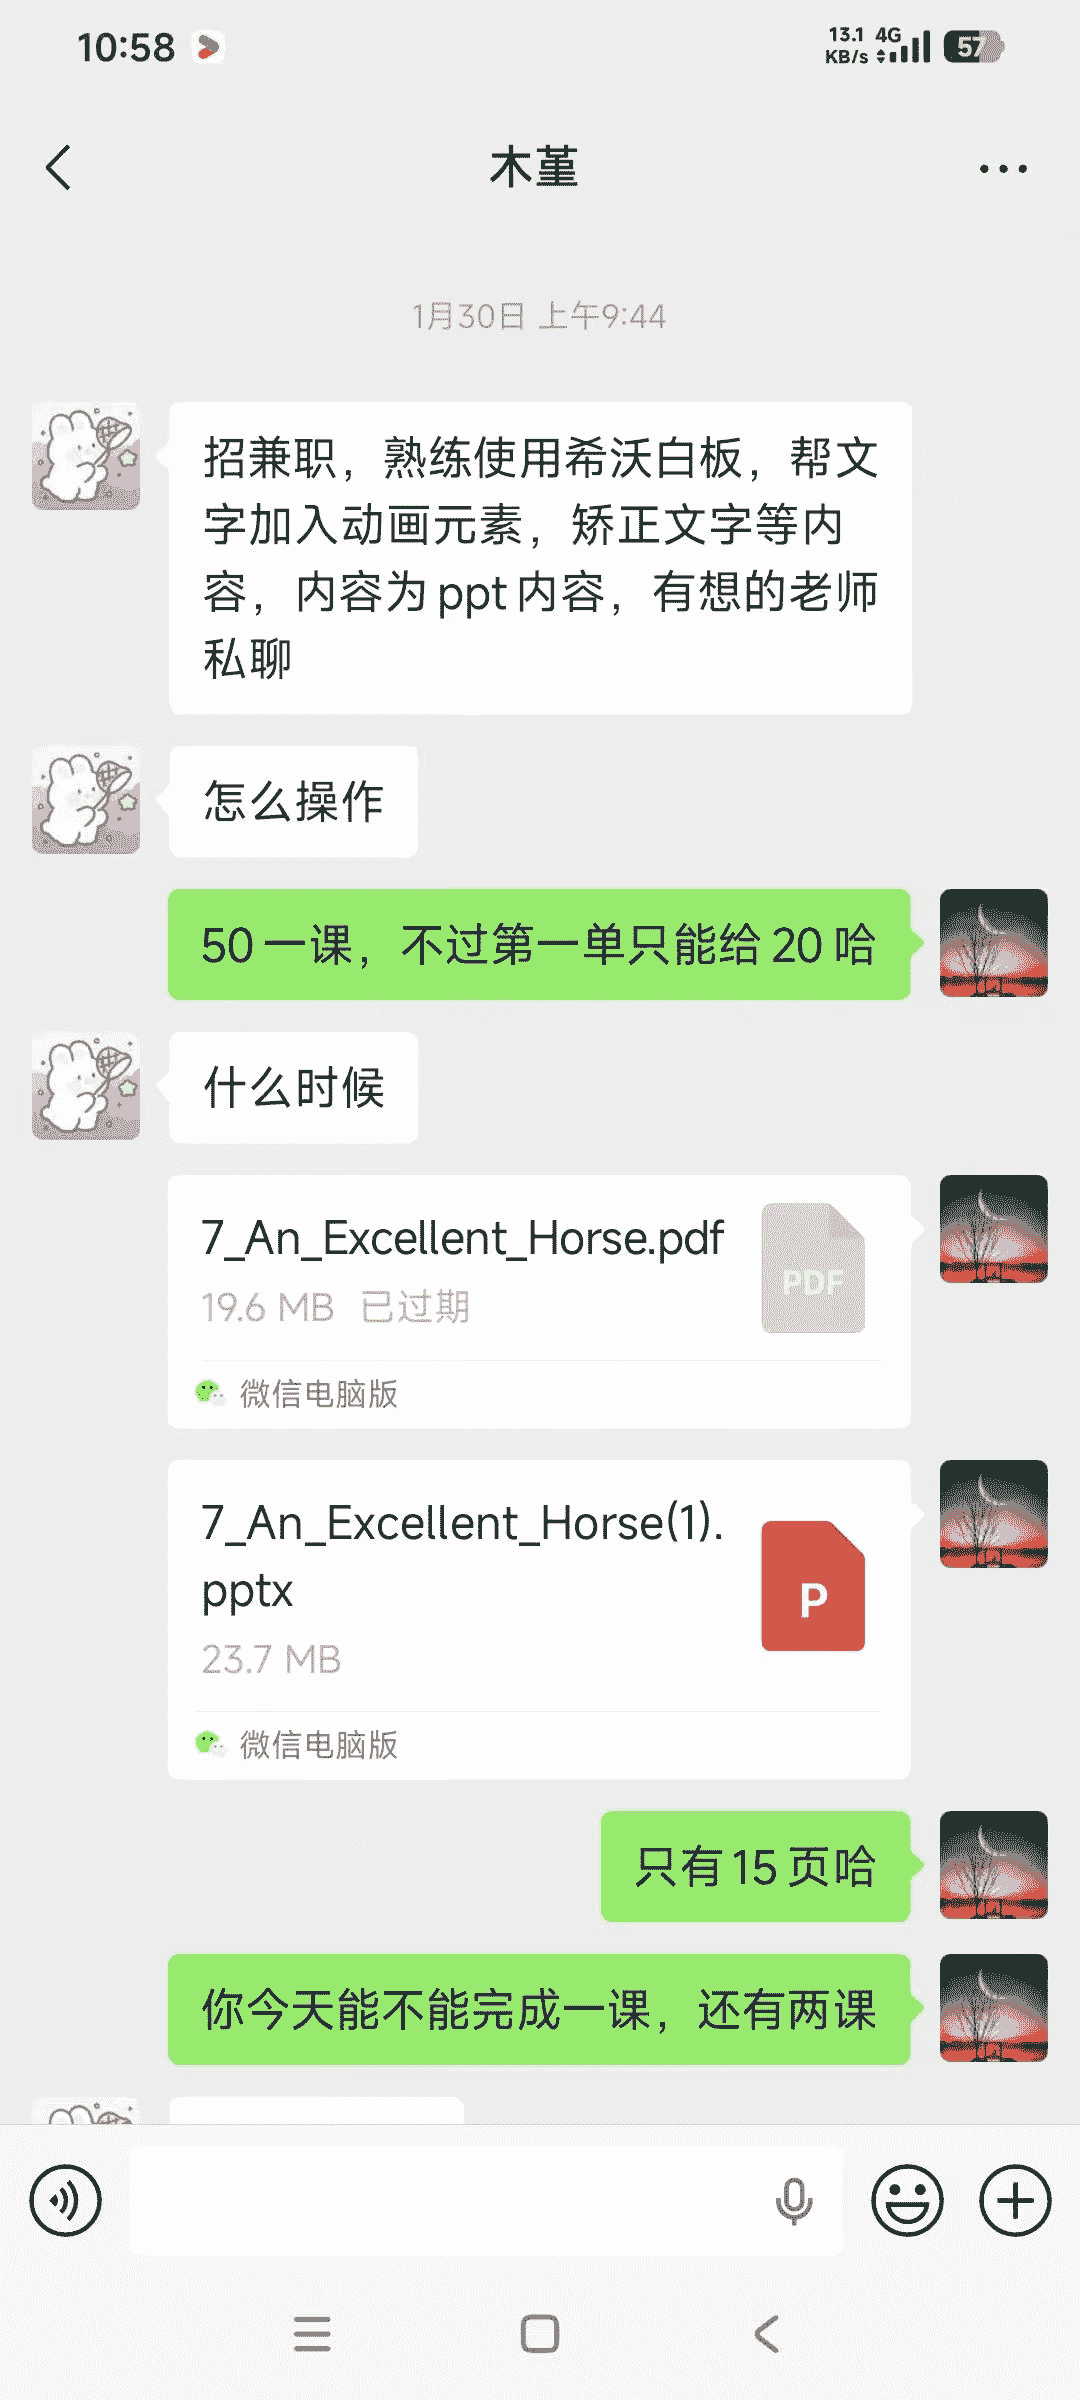 10:58
13.1 4G
KB/s
57
木堇
1月30日 上午9:44
招兼职，熟练使用希沃白板，帮文
字加入动画元素，矫正文字等内
容，内容为ppt内容，有想的老师
私聊
怎么操作
50一课，不过第一单只能给20哈
什么时候
7_An_Excellent_Horse.pdf
19.6 MB 已过期
PDF
微信电脑版
7_An_Excellent_Horse(1).
pptx
23.7 MB
P
微信电脑版
只有15页哈
你今天能不能完成一课，还有两课